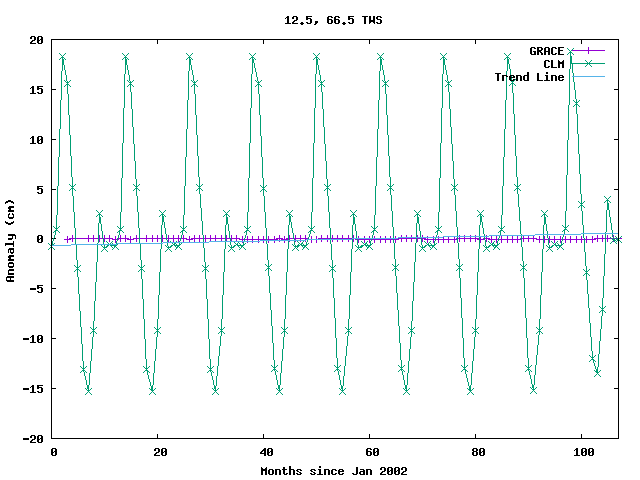 12.5, 66.5 TWS
GRACE
CLM
Trend Line
20
15
10
5
0
-5
-10
-15
-20
Anomaly (cm)
0 20 40 60 80 100
Months since Jan 2002